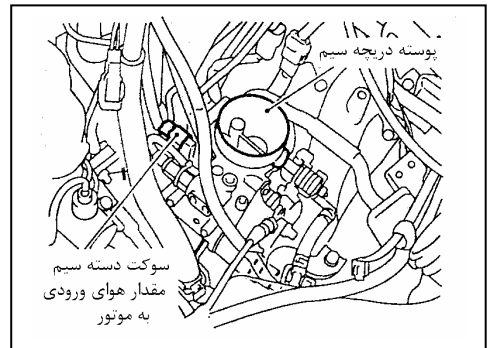 پوسته دریچه سیم
سوکت دسته سیم
مقدار هوای ورودی
به موتور